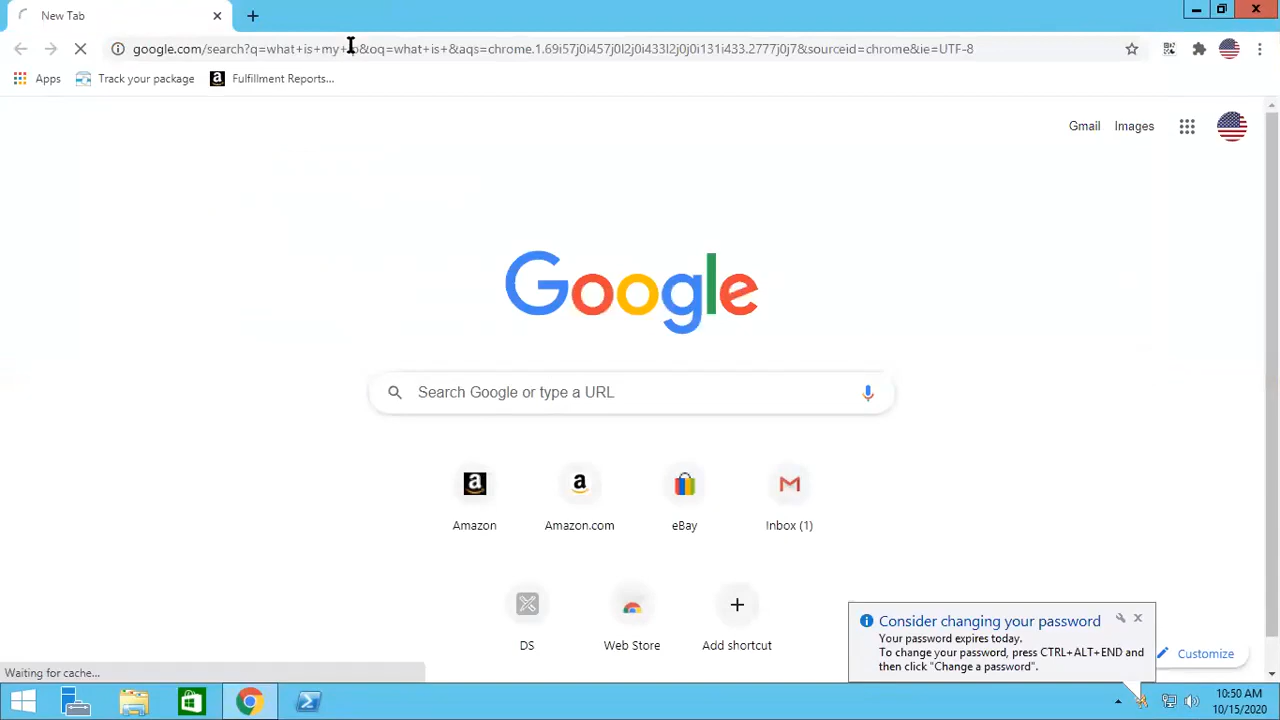 New Tab
google.com/search?q=what+is+my+ip&oq=what+is+&aqs=chrome.1.69i57j0i457j0l2j0i433l2j0j0i131i433.2777j0j7&sourceid=chrome&ie=UTF-8
Apps Track your package Fulfillment Reports...
Gmail Images
Google
Search Google or type a URL
Amazon Amazon.com eBay Inbox (1)
DS Web Store Add shortcut
Consider changing your password
Your password expires today.
To change your password, press CTRL+ALT+END and
then click "Change a password".
Customize
Waiting for cache...
10:50 AM
10/15/2020